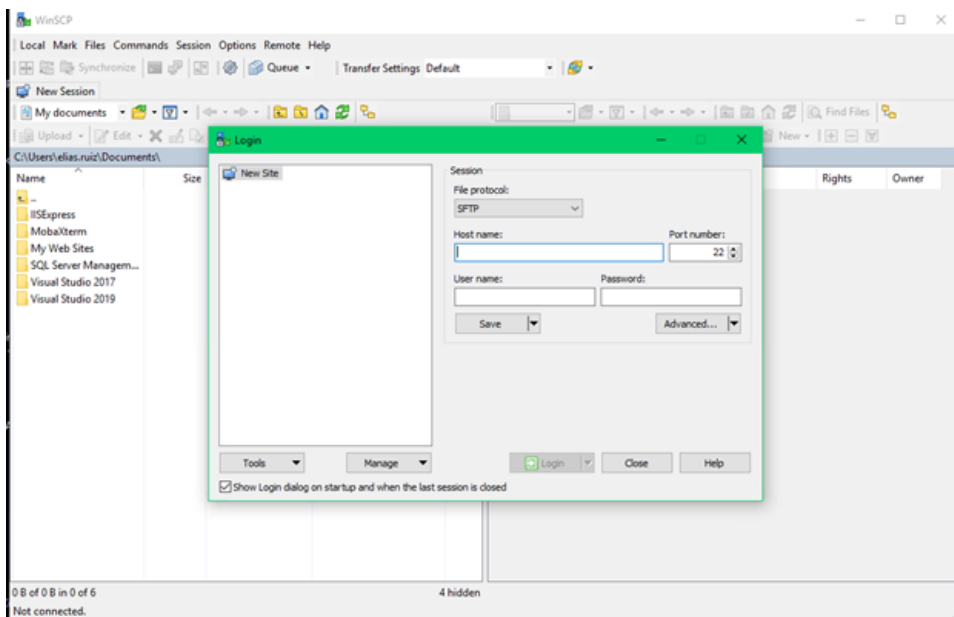 WinSCP
Local Mark Files Commands Session Options Remote Help
Synchronize Queue Transfer Settings Default
New Session
My documents Find Files
Upload Edit New
C:\Users\elias.ruiz\Documents\
Name Size Rights Owner
..
IISExpress
MobaXterm
My Web Sites
SQL Server Managem...
Visual Studio 2017
Visual Studio 2019
Login
New Site
Session
File protocol:
SFTP
Host name: Port number:
22
User name: Password:
Save Advanced...
Tools Manage Login Close Help
Show Login dialog on startup and when the last session is closed
0 B of 0 B in 0 of 6 4 hidden
Not connected.